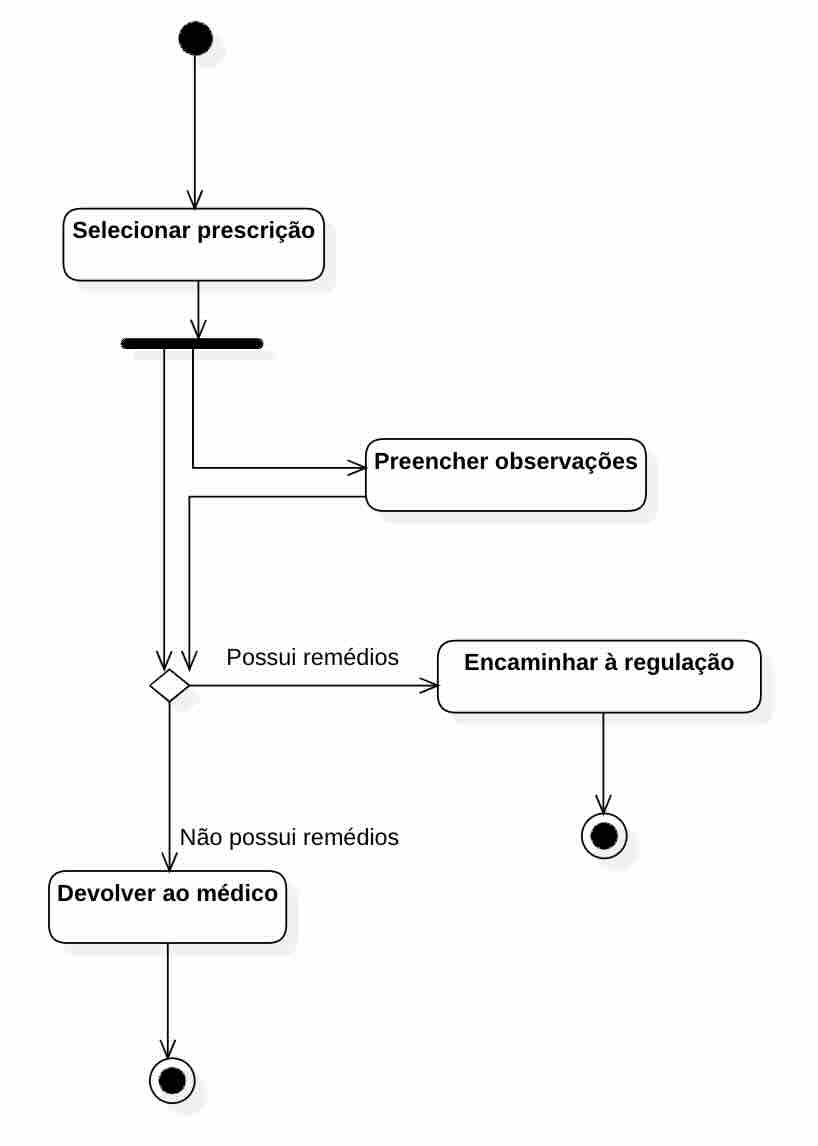 Selecionar prescrição
Preencher observações
Possui remédios
Encaminhar à regulação
Não possui remédios
Devolver ao médico